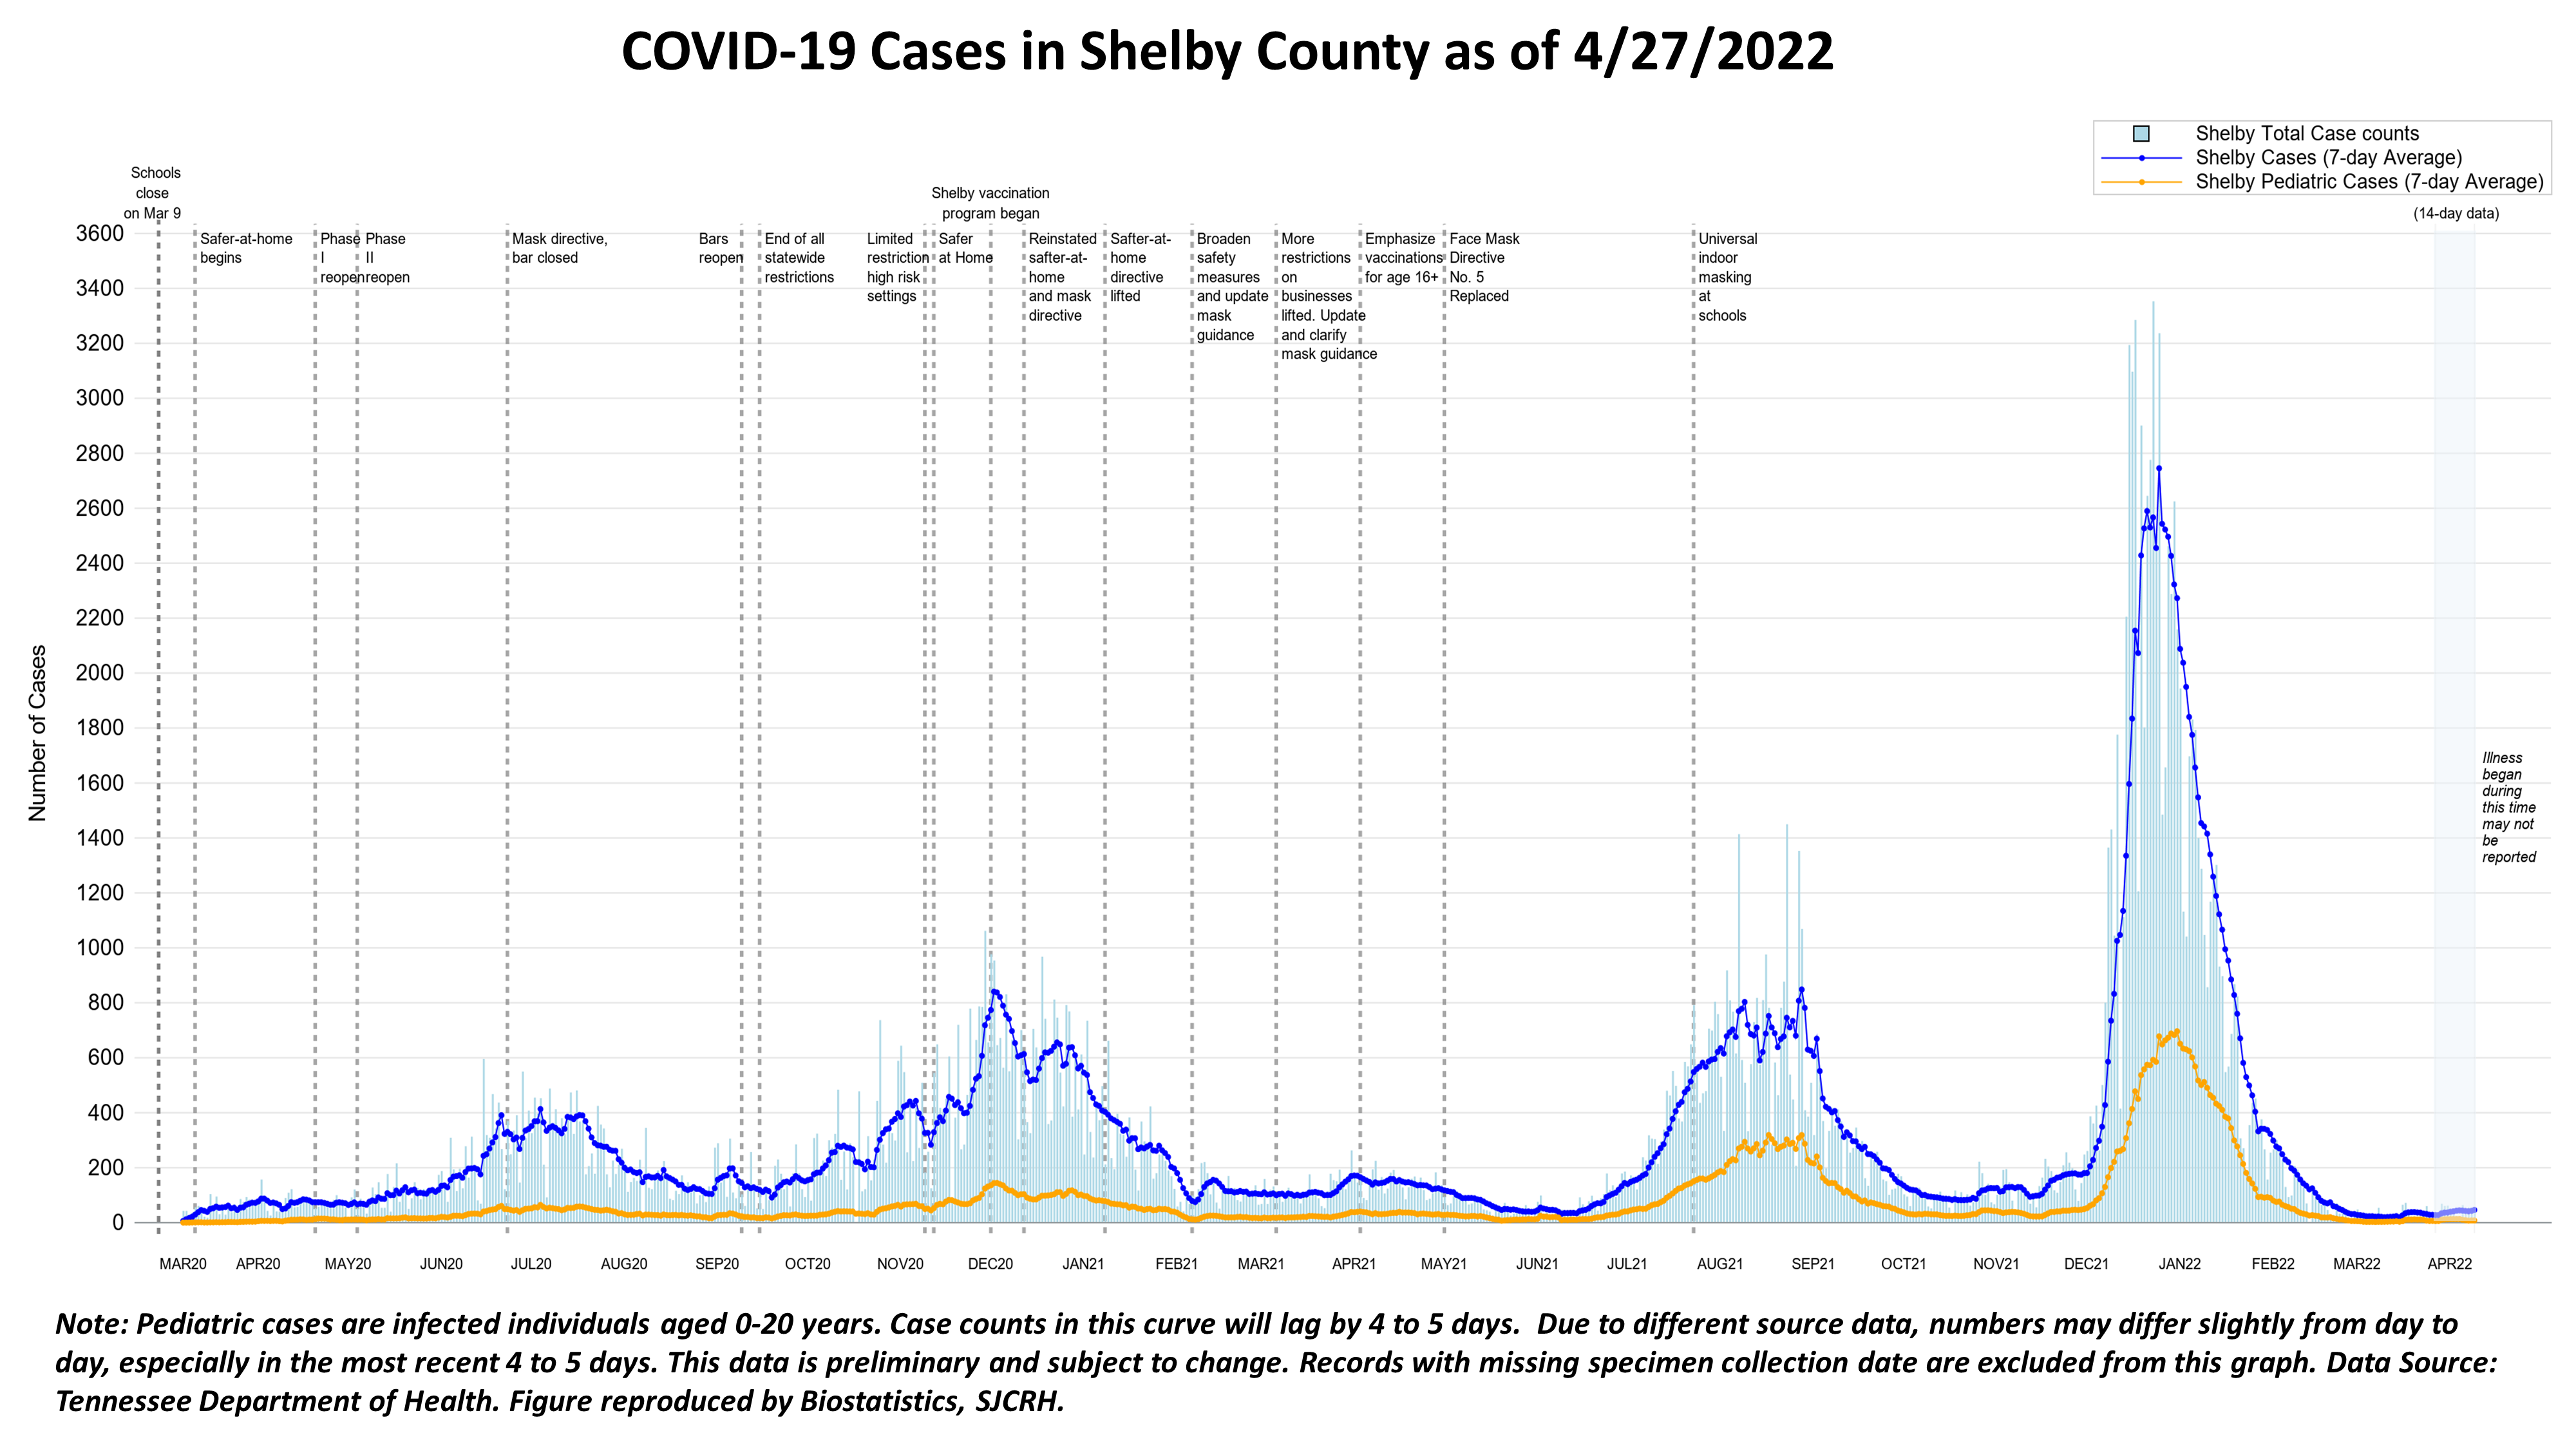 COVID-19 Cases in Shelby County as of 4/27/2022
Shelby Total Case counts
Shelby Cases (7-day Average)
Shelby Pediatric Cases (7-day Average)
(14-day data)
Schools
close
on Mar 9
Shelby vaccination
program began
Safer-at-home
begins
Phase
I
reopen
Phase
II
reopen
Mask directive,
bar closed
Bars
reopen
End of all
statewide
restrictions
Limited
restriction
high risk
settings
Safer
at Home
Reinstated
safter-at-
home
and mask
directive
Safter-at-
home
directive
lifted
Broaden
safety
measures
and update
mask
guidance
More
restrictions
on
businesses
lifted. Update
and clarify
mask guidance
Emphasize
vaccinations
for age 16+
Face Mask
Directive
No. 5
Replaced
Universal
indoor
masking
at
schools
3600
3400
3200
3000
2800
2600
2400
2200
2000
1800
1600
1400
1200
1000
800
600
400
200
0
Number of Cases
Illness
began
during
this time
may not
be
reported
MAR20 APR20 MAY20 JUN20 JUL20 AUG20 SEP20 OCT20 NOV20 DEC20 JAN21 FEB21 MAR21 APR21 MAY21 JUN21 JUL21 AUG21 SEP21 OCT21 NOV21 DEC21 JAN22 FEB22 MAR22 APR22
Note: Pediatric cases are infected individuals aged 0-20 years. Case counts in this curve will lag by 4 to 5 days.  Due to different source data, numbers may differ slightly from day to
day, especially in the most recent 4 to 5 days. This data is preliminary and subject to change. Records with missing specimen collection date are excluded from this graph. Data Source:
Tennessee Department of Health. Figure reproduced by Biostatistics, SJCRH.